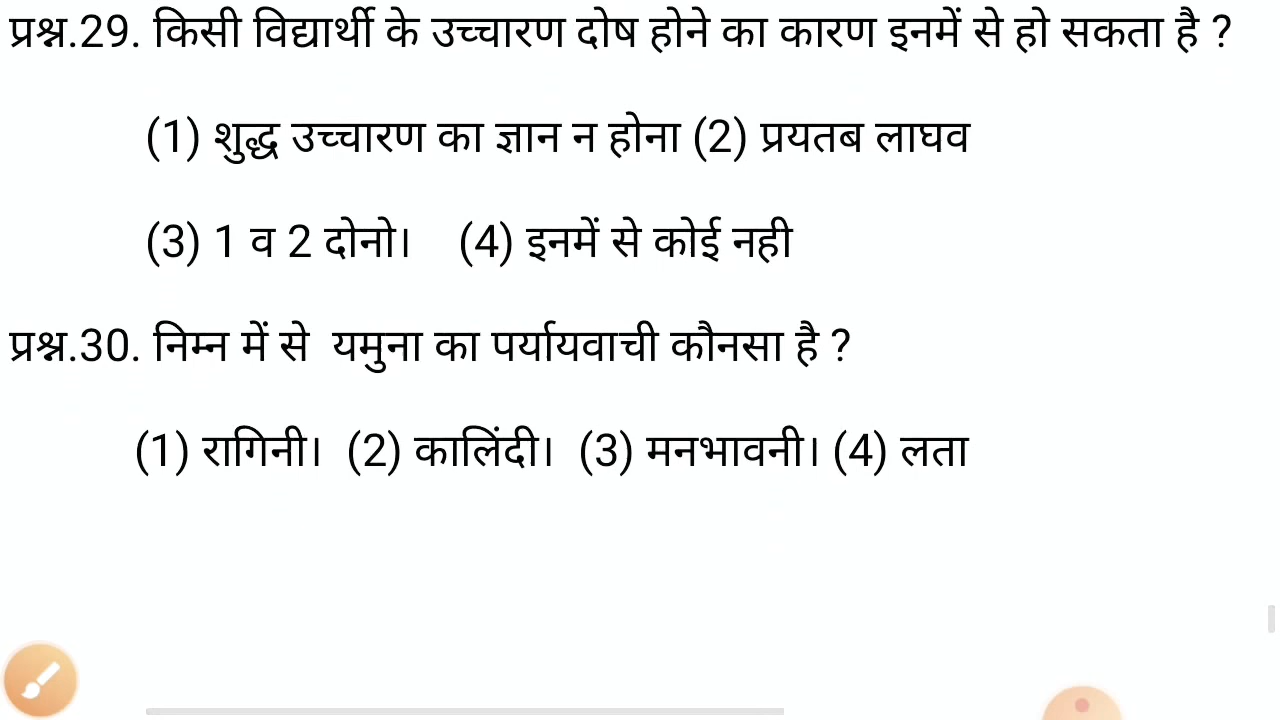 प्रश्न.29. किसी विद्यार्थी के उच्चारण दोष होने का कारण इनमें से हो सकता है ?
(1) शुद्ध उच्चारण का ज्ञान न होना (2) प्रयतब लाघव
(3) 1 व 2 दोनो। (4) इनमें से कोई नही
प्रश्न.30. निम्न में से यमुना का पर्यायवाची कौनसा है ?
(1) रागिनी। (2) कालिंदी। (3) मनभावनी। (4) लता